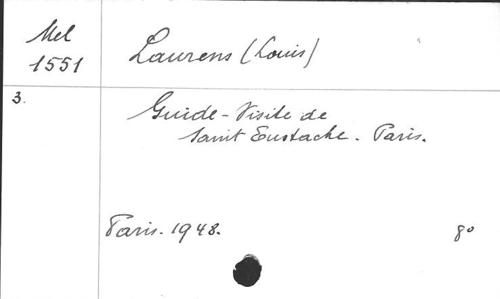 Mel
1551
Laurens (Louis)
3.
Guide-Visite de
Saint Eustache. Paris.
Paris. 1948.
8°